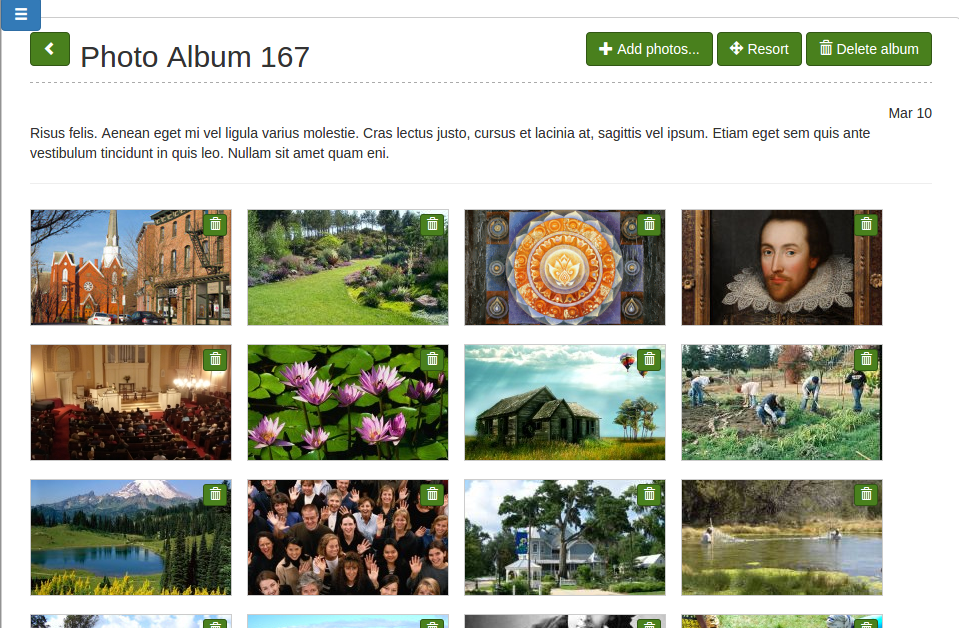 Photo Album 167
Add photos...
Resort
Delete album
Mar 10
Risus felis. Aenean eget mi vel ligula varius molestie. Cras lectus justo, cursus et lacinia at, sagittis vel ipsum. Etiam eget sem quis ante
vestibulum tincidunt in quis leo. Nullam sit amet quam eni.